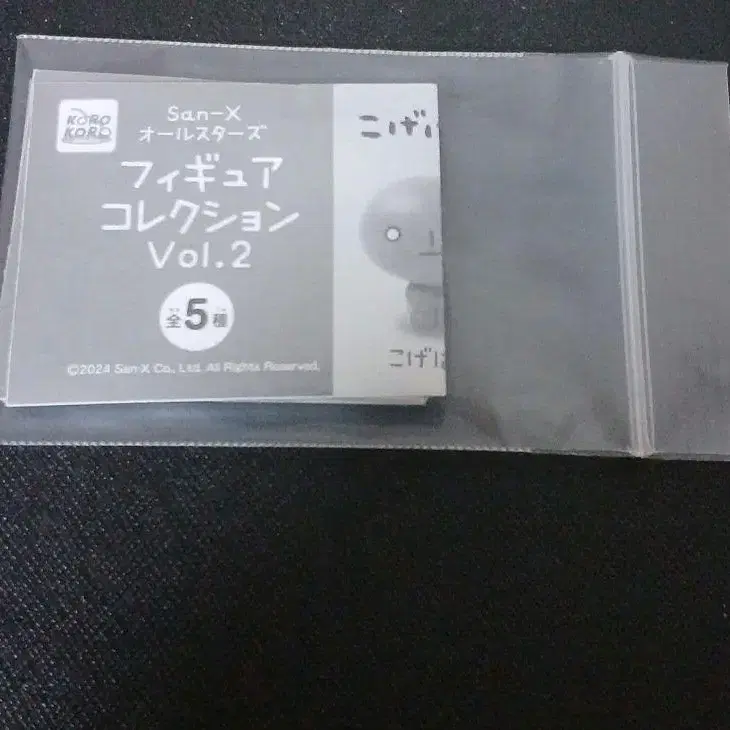 KORO
KORO
San-X
オールスターズ
フィギュア
コレクション
Vol.2
全5種
©2024 San-X Co., Ltd. All Rights Reserved.
こげ
こげ